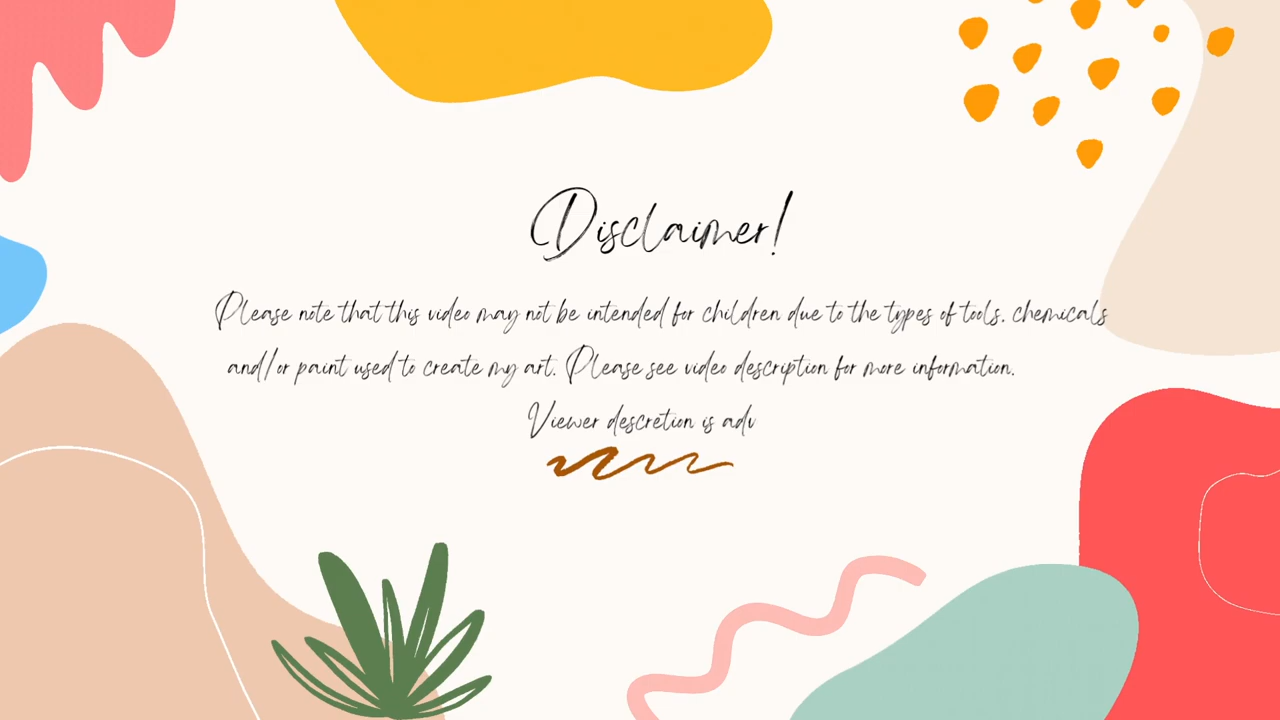 Disclaimer!
Please note that this video may not be intended for children due to the types of tools, chemicals
and/or paint used to create my art. Please see video description for more information.
Viewer descretion is adv